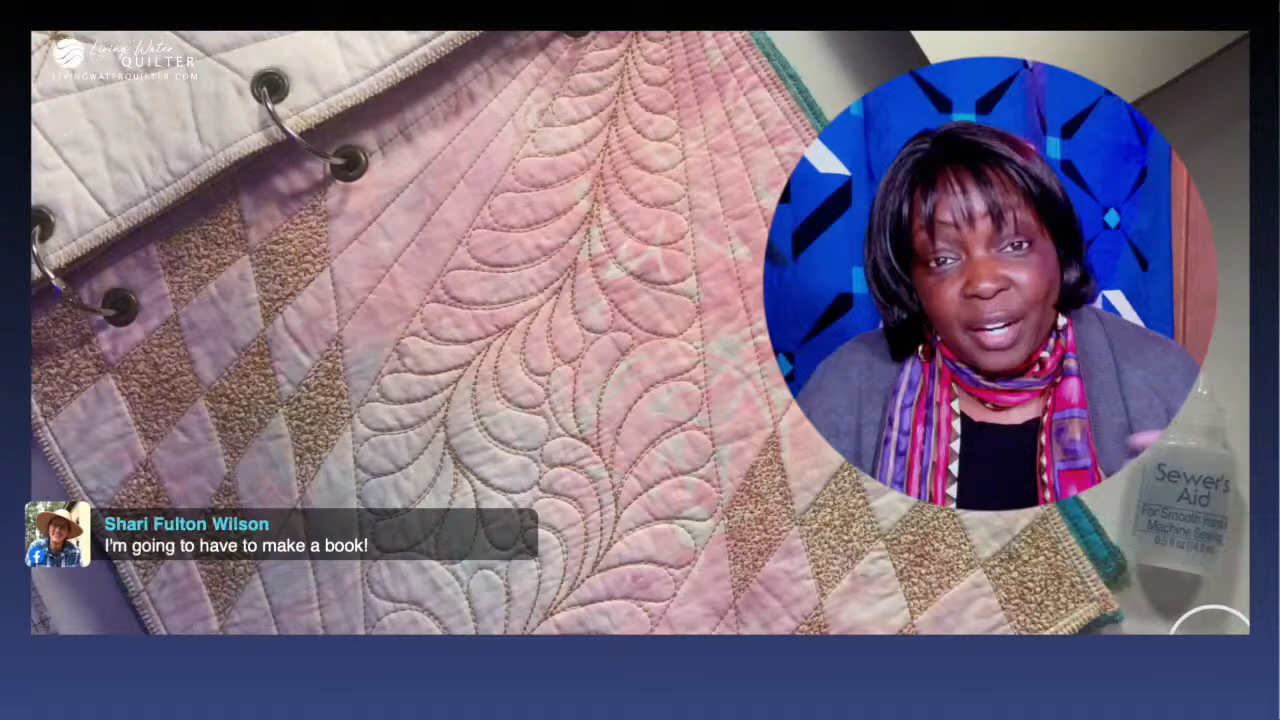 Living Water
QUILTER
LIVINGWATERQUILTER.COM
Shari Fulton Wilson
I'm going to have to make a book!
Sewer's
Aid
For Smooth
Machine Sewing